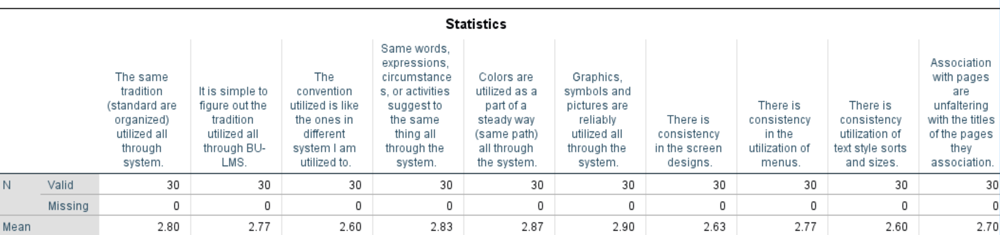 Statistics
The same
tradition
(standard are
organized)
utilized all
through
system.
It is simple to
figure out the
tradition
utilized all
through BU-
LMS.
The
convention
utilized is like
the ones in
different
system I am
utilized to.
Same words,
expressions,
circumstance
s, or activities
suggest to
the same
thing all
through the
system.
Colors are
utilized as a
part of a
steady way
(same path)
all through
the system.
Graphics,
symbols and
pictures are
reliably
utilized all
through the
system.
There is
consistency
in the screen
designs.
There is
consistency
in the
utilization of
menus.
There is
consistency
utilization of
text style sorts
and sizes.
Association
with pages
are
unfaltering
with the titles
of the pages
they
association.
N Valid 30 30 30 30 30 30 30 30 30 30
Missing 0 0 0 0 0 0 0 0 0 0
Mean 2.80 2.77 2.60 2.83 2.87 2.90 2.63 2.77 2.60 2.70